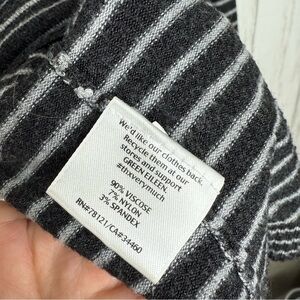 We'd like our clothes back.
Recycle them at our
stores and support
GREEN EILEEN.
#thxverymuch
90% VISCOSE
7% NYLON
3% SPANDEX
RN#78121/CA#34460